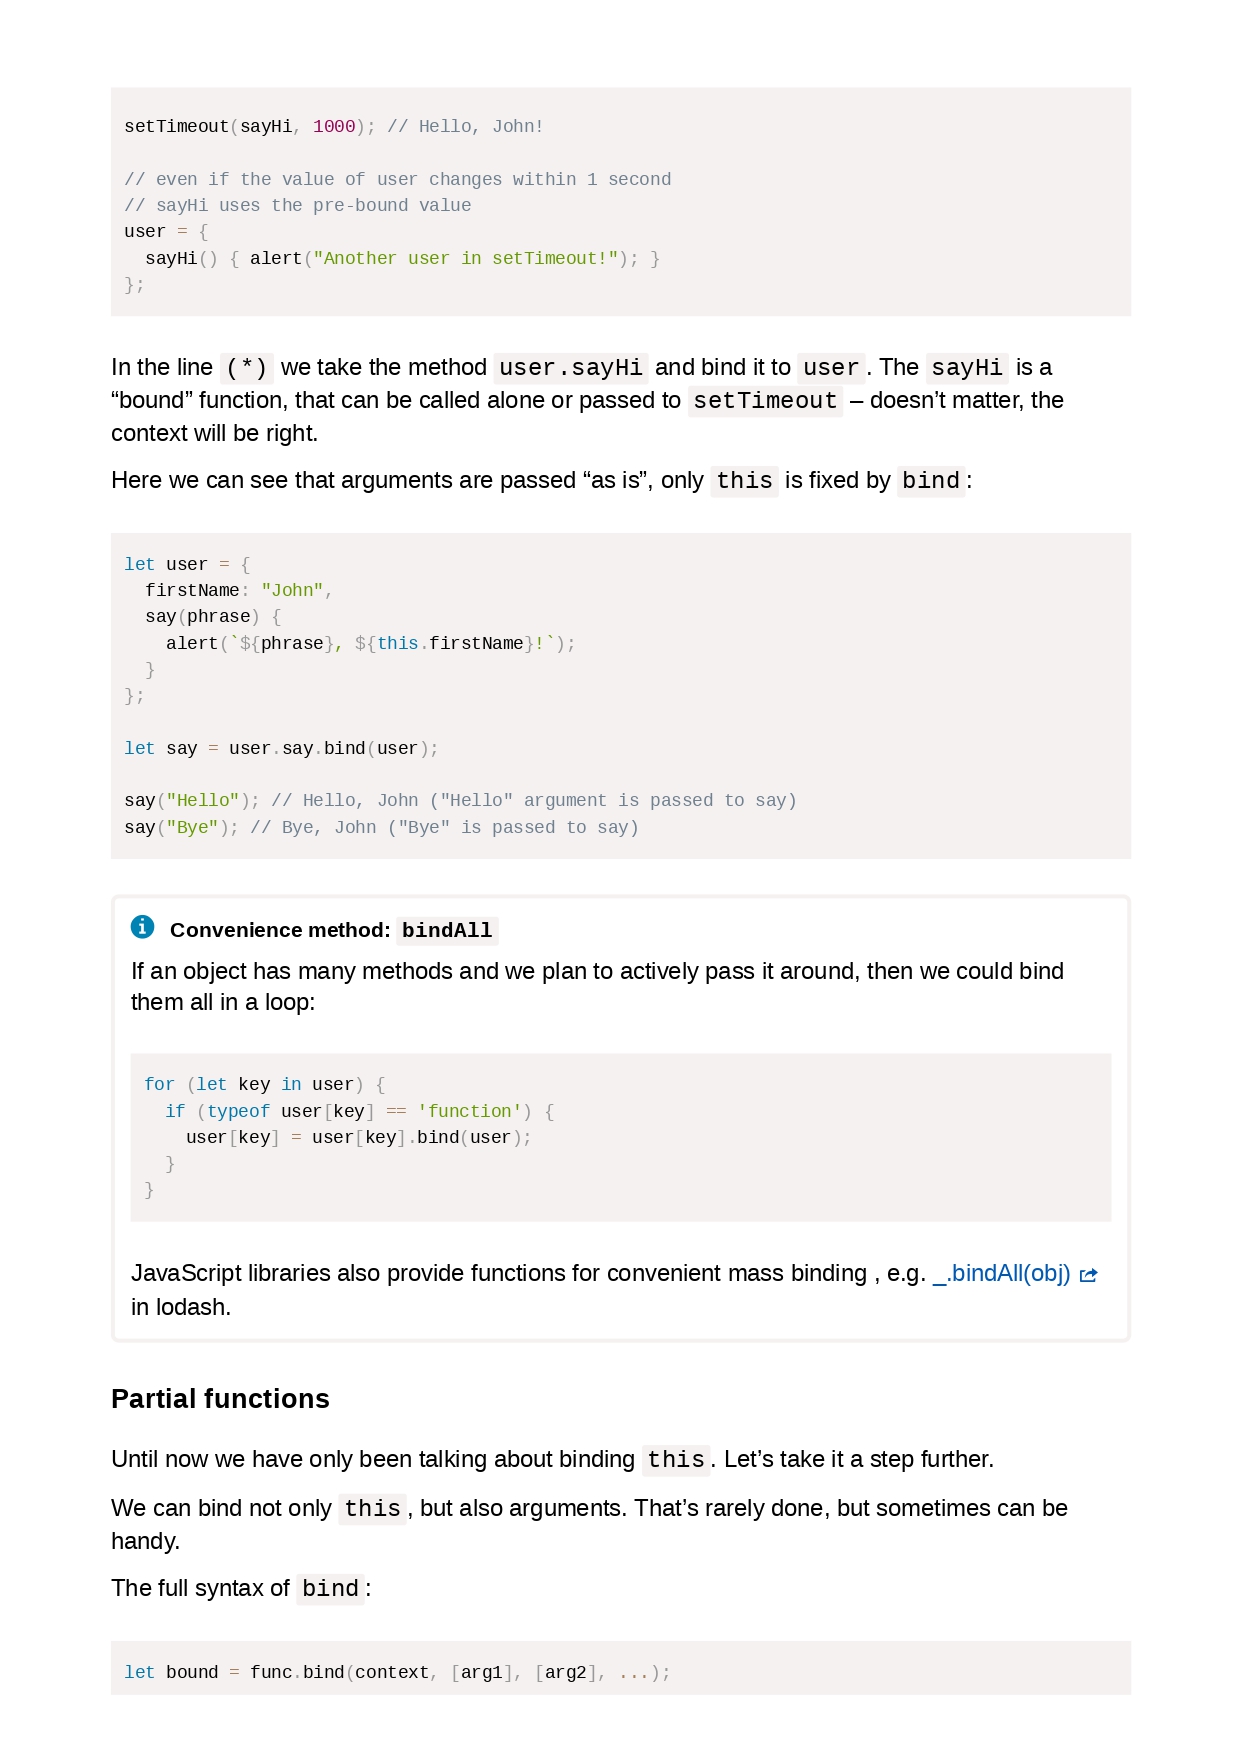 setTimeout(sayHi, 1000); // Hello, John!
// even if the value of user changes within 1 second
// sayHi uses the pre-bound value
user = {
  sayHi() { alert("Another user in setTimeout!"); }
};
In the line (*) we take the method user.sayHi and bind it to user. The sayHi is a
“bound” function, that can be called alone or passed to setTimeout – doesn’t matter, the
context will be right.
Here we can see that arguments are passed “as is”, only this is fixed by bind:
let user = {
  firstName: "John",
  say(phrase) {
    alert(`${phrase}, ${this.firstName}!`);
  }
};
let say = user.say.bind(user);
say("Hello"); // Hello, John ("Hello" argument is passed to say)
say("Bye"); // Bye, John ("Bye" is passed to say)
Convenience method: bindAll
If an object has many methods and we plan to actively pass it around, then we could bind
them all in a loop:
for (let key in user) {
  if (typeof user[key] == 'function') {
    user[key] = user[key].bind(user);
  }
}
JavaScript libraries also provide functions for convenient mass binding , e.g. _.bindAll(obj)
in lodash.
Partial functions
Until now we have only been talking about binding this. Let’s take it a step further.
We can bind not only this, but also arguments. That’s rarely done, but sometimes can be
handy.
The full syntax of bind:
let bound = func.bind(context, [arg1], [arg2], ...);